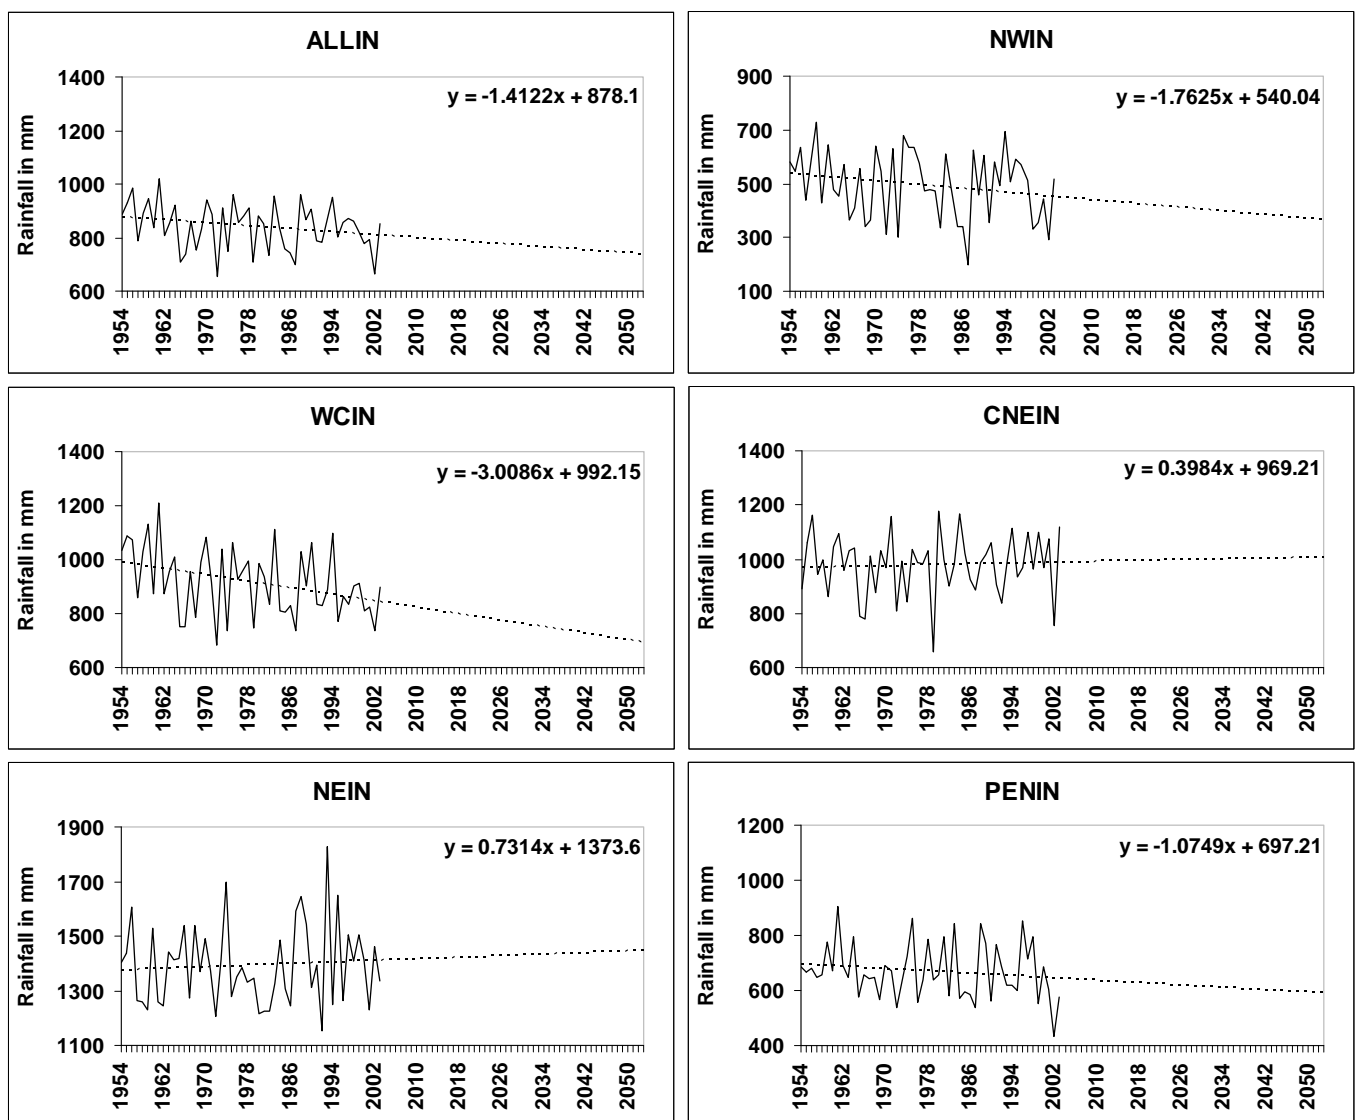 ALLIN
y = -1.4122x + 878.1
Rainfall in mm
1400
1200
1000
800
600
1954 1962 1970 1978 1986 1994 2002 2010 2018 2026 2034 2042 2050
NWIN
y = -1.7625x + 540.04
Rainfall in mm
900
700
500
300
100
1954 1962 1970 1978 1986 1994 2002 2010 2018 2026 2034 2042 2050
WCIN
y = -3.0086x + 992.15
Rainfall in mm
1400
1200
1000
800
600
1954 1962 1970 1978 1986 1994 2002 2010 2018 2026 2034 2042 2050
CNEIN
y = 0.3984x + 969.21
Rainfall in mm
1400
1200
1000
800
600
1954 1962 1970 1978 1986 1994 2002 2010 2018 2026 2034 2042 2050
NEIN
y = 0.7314x + 1373.6
Rainfall in mm
1900
1700
1500
1300
1100
1954 1962 1970 1978 1986 1994 2002 2010 2018 2026 2034 2042 2050
PENIN
y = -1.0749x + 697.21
Rainfall in mm
1200
1000
800
600
400
1954 1962 1970 1978 1986 1994 2002 2010 2018 2026 2034 2042 2050